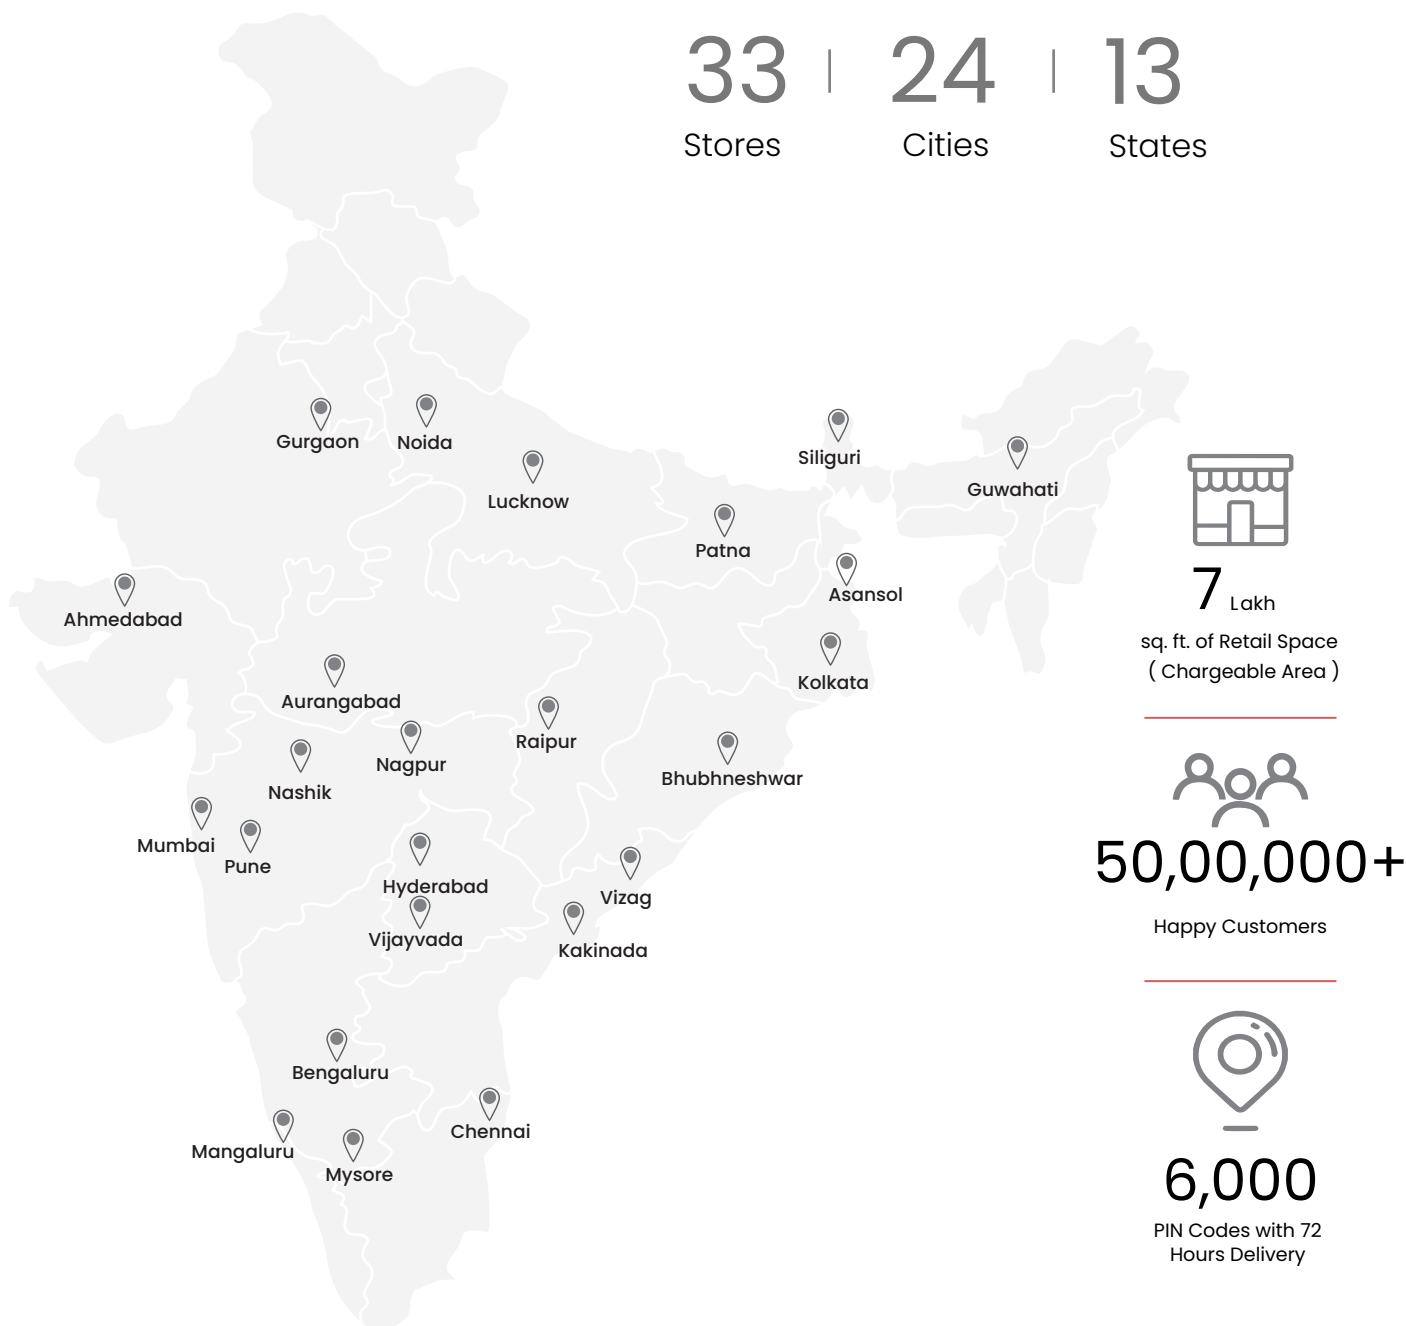 33 24 13
Stores Cities States
Gurgaon
Noida
Lucknow
Siliguri
Guwahati
Patna
Asansol
Ahmedabad
Kolkata
Aurangabad
Raipur
Nagpur
Bhubhneshwar
Nashik
Mumbai
Pune
Hyderabad
Vizag
Vijayvada
Kakinada
Bengaluru
Chennai
Mangaluru
Mysore
7 Lakh
sq. ft. of Retail Space
( Chargeable Area )
50,00,000+
Happy Customers
6,000
PIN Codes with 72
Hours Delivery